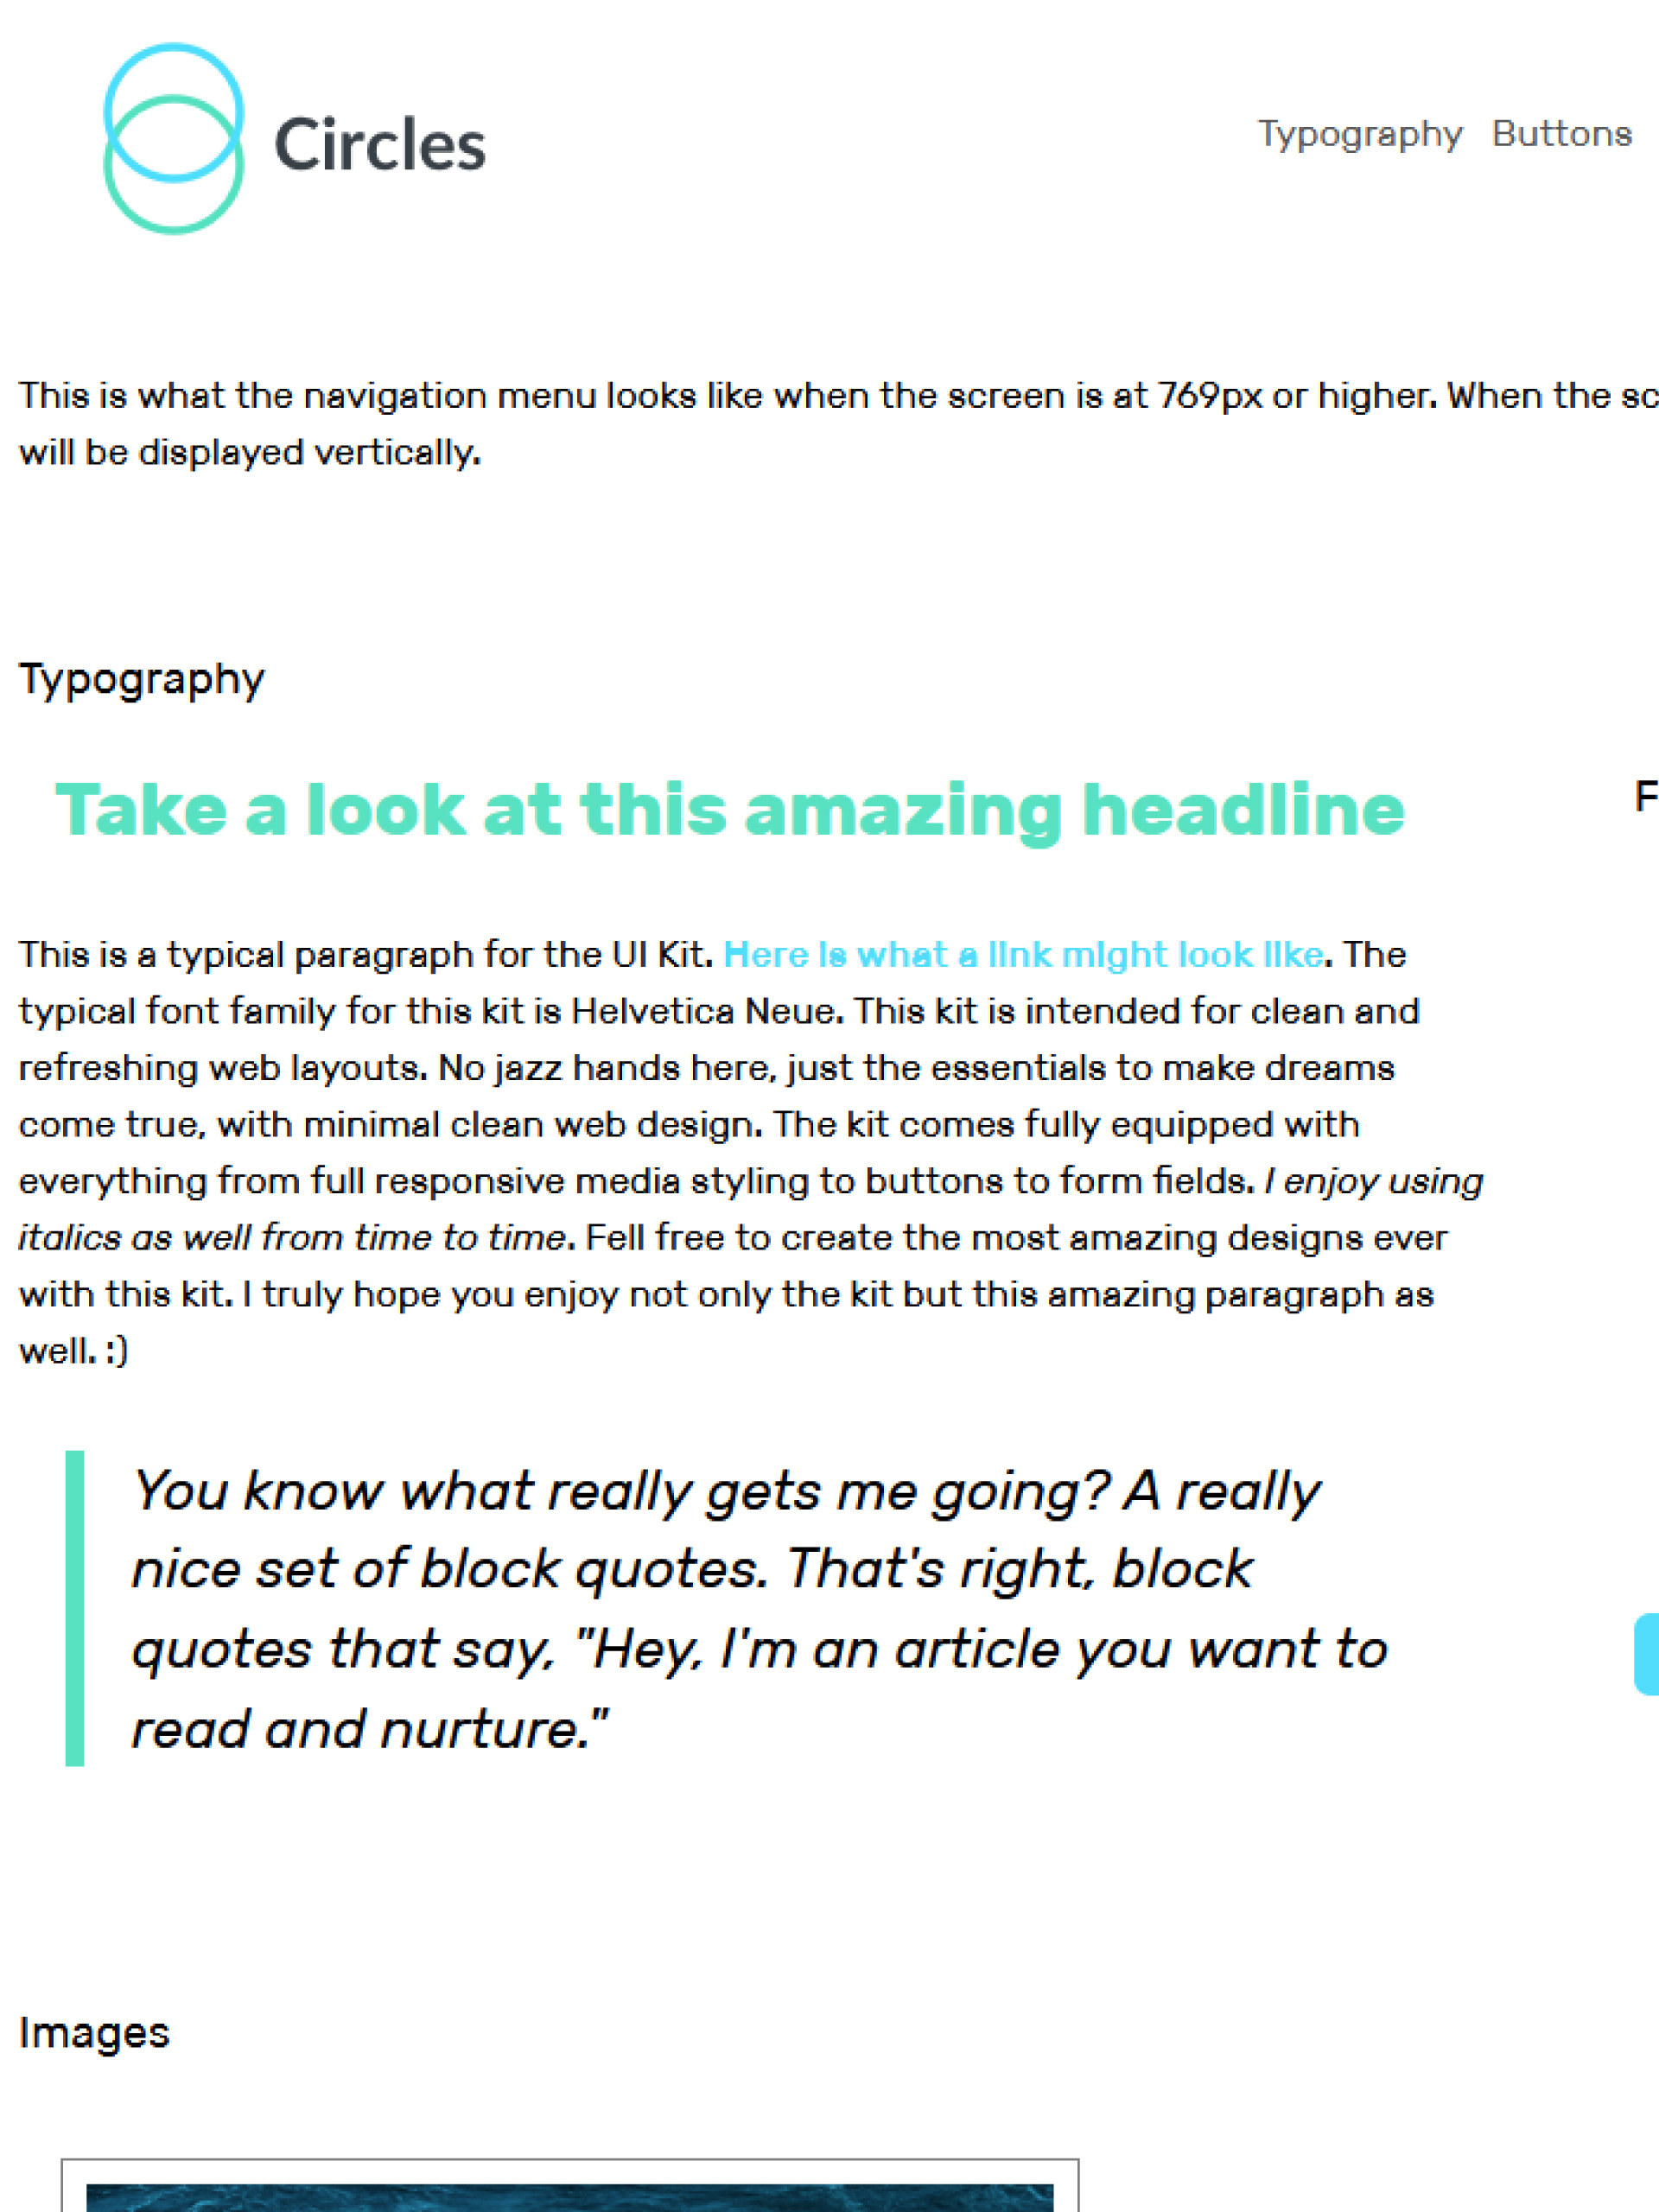 Circles
Typography Buttons
This is what the navigation menu looks like when the screen is at 769px or higher. When the
will be displayed vertically.
Typography
Take a look at this amazing headline
This is a typical paragraph for the UI Kit. Here is what a link might look like. The
typical font family for this kit is Helvetica Neue. This kit is intended for clean and
refreshing web layouts. No jazz hands here, just the essentials to make dreams
come true, with minimal clean web design. The kit comes fully equipped with
everything from full responsive media styling to buttons to form fields. I enjoy using
italics as well from time to time. Fell free to create the most amazing designs ever
with this kit. I truly hope you enjoy not only the kit but this amazing paragraph as
well. :)
You know what really gets me going? A really
nice set of block quotes. That's right, block
quotes that say, "Hey, I'm an article you want to
read and nurture."
Images